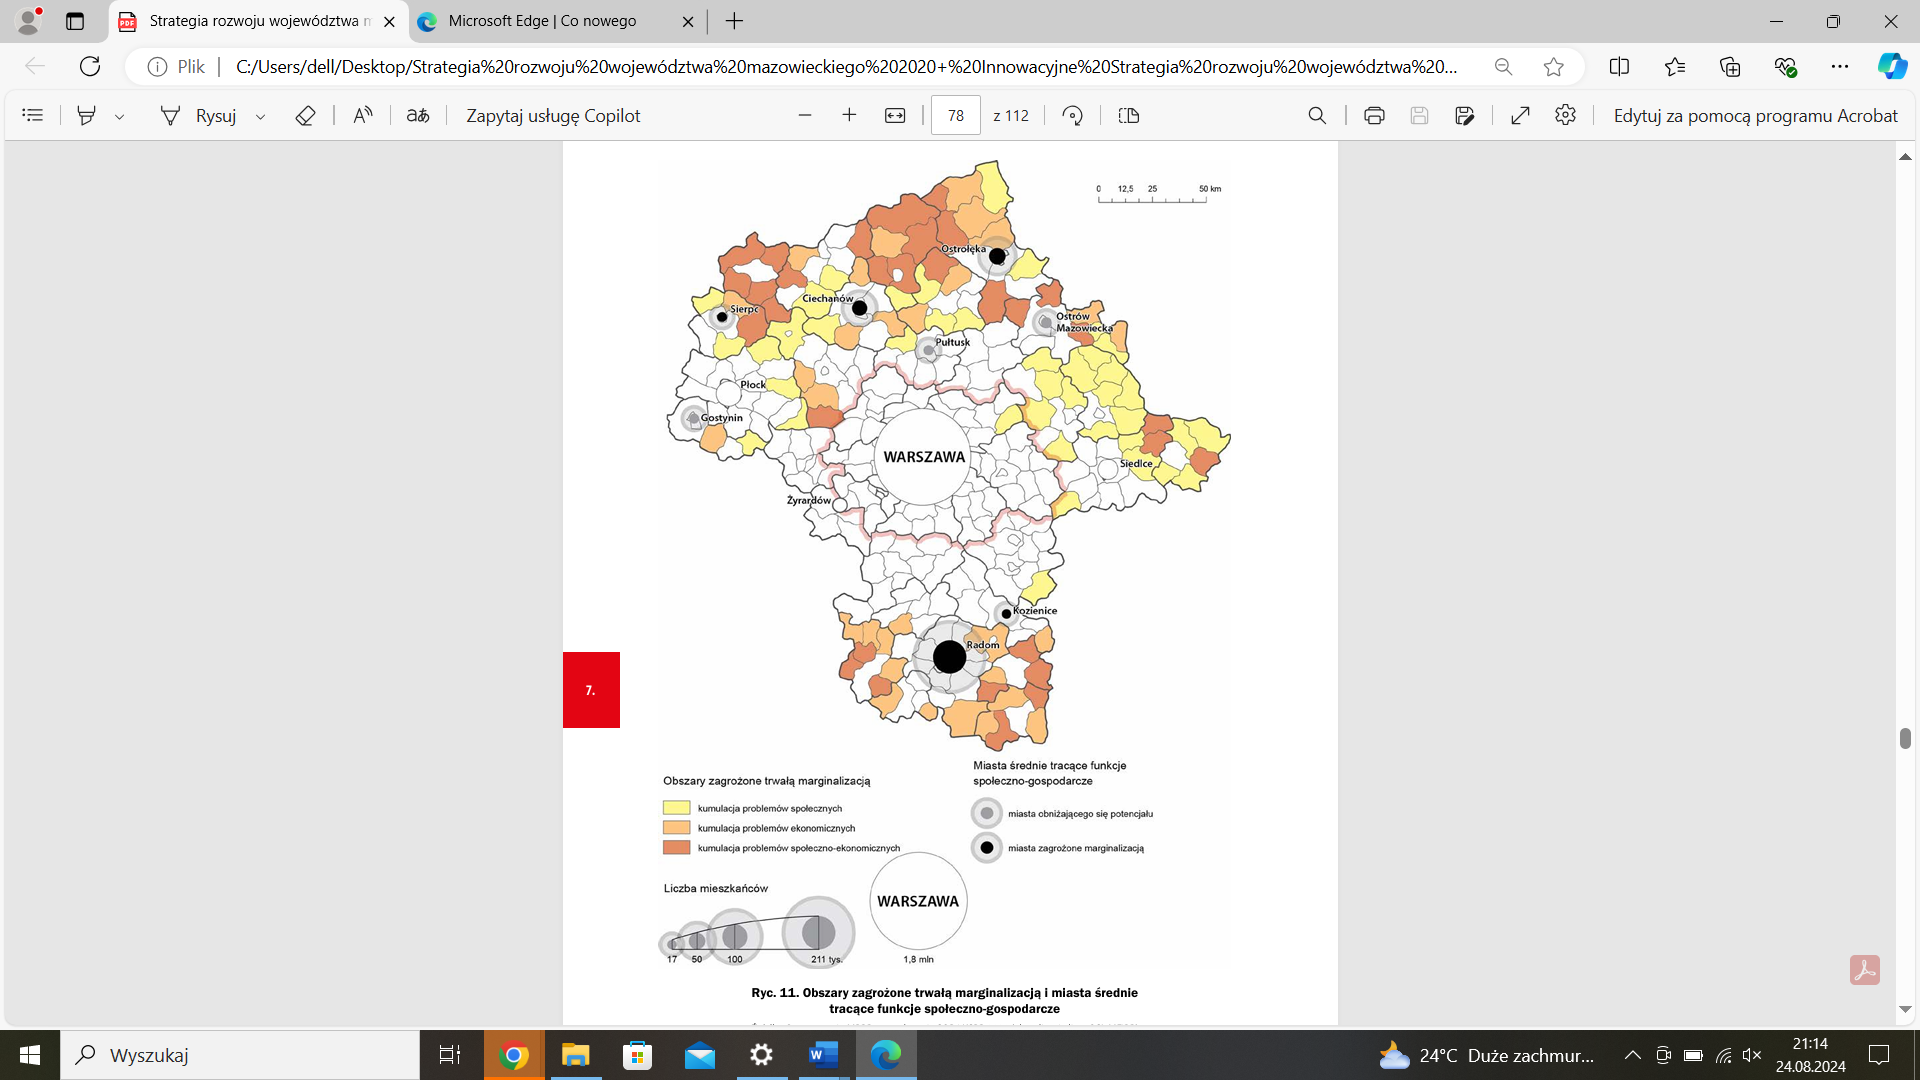 Strategia rozwoju województwa m
Microsoft Edge | Co nowego
Plik
C:/Users/dell/Desktop/Strategia%20rozwoju%20województwa%20mazowieckiego%202020+%20Innowacyjne%20Strategia%20rozwoju%20województwa%20...
Rysuj
aあ
Zapytaj usługę Copilot
78
z 112
Edytuj za pomocą programu Acrobat
0 12,5 25 50 km
Ostrołęka
Ciechanów
Sierpc
Ostrów
Mazowiecka
Pułtusk
Płock
Gostynin
WARSZAWA
Siedlce
Żyrardów
Kozienice
Radom
7.
Obszary zagrożone trwałą marginalizacją
kumulacja problemów społecznych
kumulacja problemów ekonomicznych
kumulacja problemów społeczno-ekonomicznych
Miasta średnie tracące funkcje
społeczno-gospodarcze
miasta obniżającego się potencjału
miasta zagrożone marginalizacją
Liczba mieszkańców
17 50 100 211 tys.
WARSZAWA
1,8 mln
Ryc. 11. Obszary zagrożone trwałą marginalizacją i miasta średnie
tracące funkcje społeczno-gospodarcze
Wyszukaj
24°C Duże zachmur...
21:14
24.08.2024